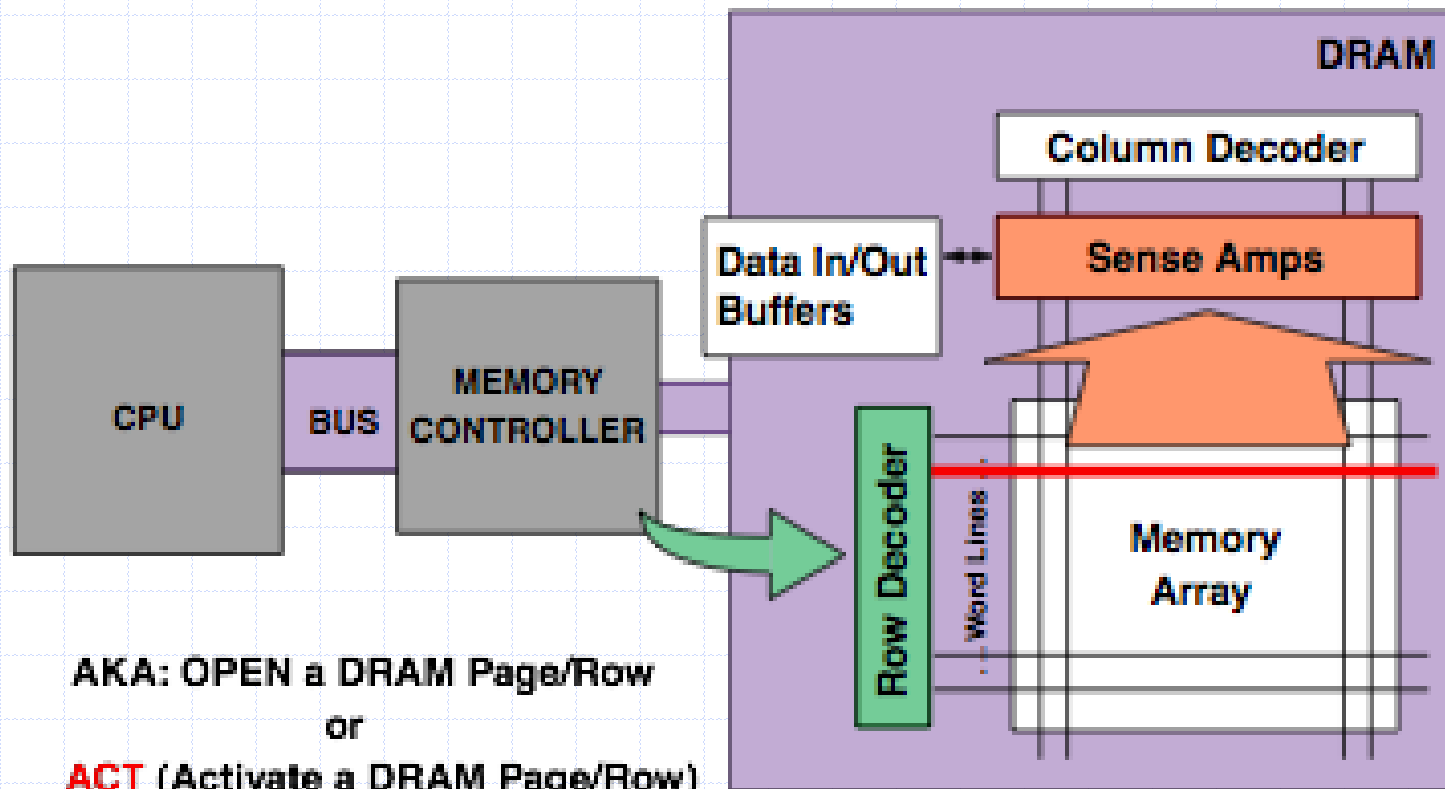 DRAM
Column Decoder
Data In/Out
Buffers
Sense Amps
CPU
BUS
MEMORY
CONTROLLER
Row Decoder
... Word Lines ...
Memory
Array
AKA: OPEN a DRAM Page/Row
or
ACT (Activate a DRAM Page/Row)